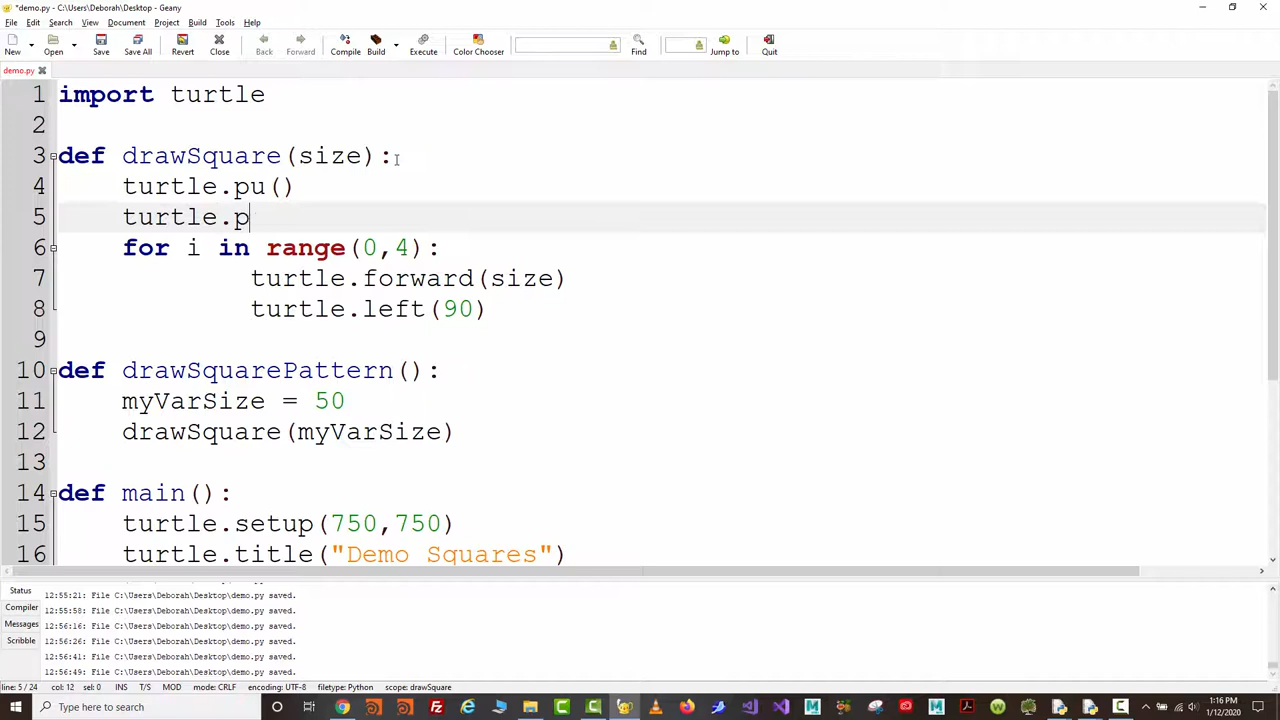 *demo.py - C:\Users\Deborah\Desktop - Geany
File Edit Search View Document Project Build Tools Help
New Open Save Save All Revert Close Back Forward Compile Build Execute Color Chooser Find Jump to Quit
demo.py
1 import turtle
2
3 def drawSquare(size):
4 turtle.pu()
5 turtle.p
6 for i in range(0,4):
7 turtle.forward(size)
8 turtle.left(90)
9
10 def drawSquarePattern():
11 myVarSize = 50
12 drawSquare(myVarSize)
13
14 def main():
15 turtle.setup(750,750)
16 turtle.title("Demo Squares")
Status
Compiler
Messages
Scribble
12:55:21: File C:\Users\Deborah\Desktop\demo.py saved.
12:55:58: File C:\Users\Deborah\Desktop\demo.py saved.
12:56:16: File C:\Users\Deborah\Desktop\demo.py saved.
12:56:26: File C:\Users\Deborah\Desktop\demo.py saved.
12:56:41: File C:\Users\Deborah\Desktop\demo.py saved.
12:56:49: File C:\Users\Deborah\Desktop\demo.py saved.
line: 5 / 24 col: 12 sel: 0 INS T/S MOD mode: CRLF encoding: UTF-8 filetype: Python scope: drawSquare
Type here to search
1:16 PM
1/12/2020